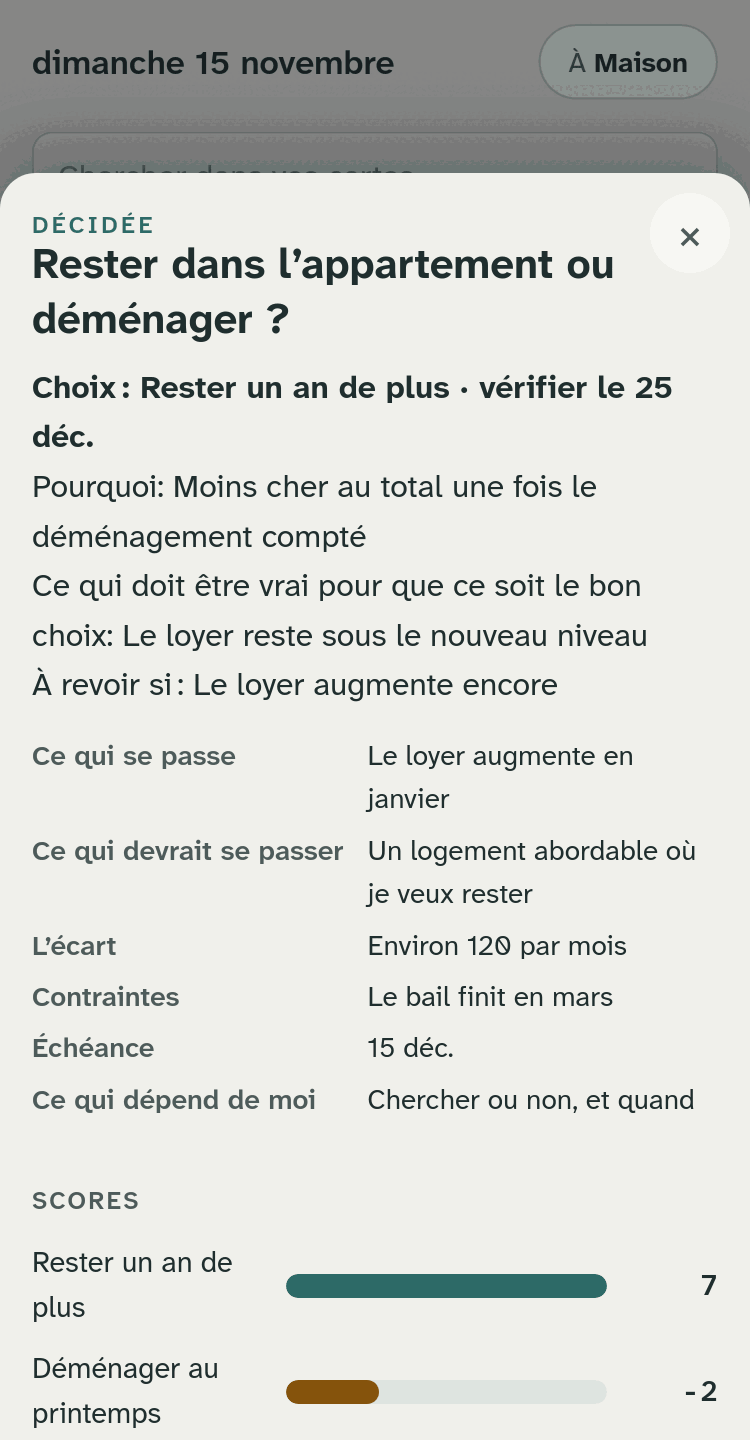 dimanche 15 novembre
À Maison
Chercher dans vos cartes
DÉCIDÉE
×
Rester dans l’appartement ou
déménager ?
Choix : Rester un an de plus · vérifier le 25
déc.
Pourquoi: Moins cher au total une fois le
déménagement compté
Ce qui doit être vrai pour que ce soit le bon
choix: Le loyer reste sous le nouveau niveau
À revoir si : Le loyer augmente encore
Ce qui se passe Le loyer augmente en
janvier
Ce qui devrait se passer Un logement abordable où
je veux rester
L’écart Environ 120 par mois
Contraintes Le bail finit en mars
Échéance 15 déc.
Ce qui dépend de moi Chercher ou non, et quand
SCORES
Rester un an de
plus
7
Déménager au
printemps
-2